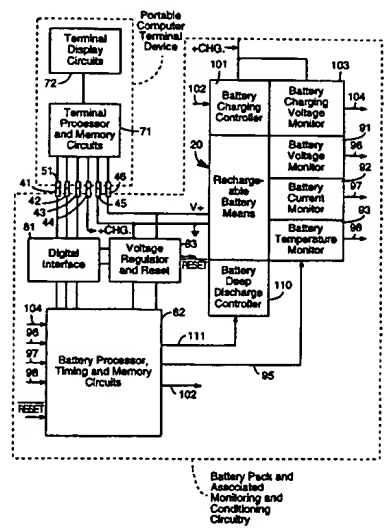 Portable
Computer
Terminal
Device
Terminal
Display
Circuits
72
Terminal
Processor
and Memory
Circuits
71
51
41
42
43
44
46
45
+CHG.
101
103
102
Battery
Charging
Controller
Battery
Charging
Voltage
Monitor
104
91
20
Recharge-
able
Battery
Means
Battery
Voltage
Monitor
96
92
Battery
Current
Monitor
97
93
Battery
Temperature
Monitor
98
V+
+CHG.
81
83
Digital
Interface
Voltage
Regulator
and Reset
RESET
Battery
Deep
Discharge
Controller
110
82
104
96
97
98
RESET
Battery Processor,
Timing and Memory
Circuits
111
95
102
Battery Pack and
Associated
Monitoring and
Conditioning
Circuitry